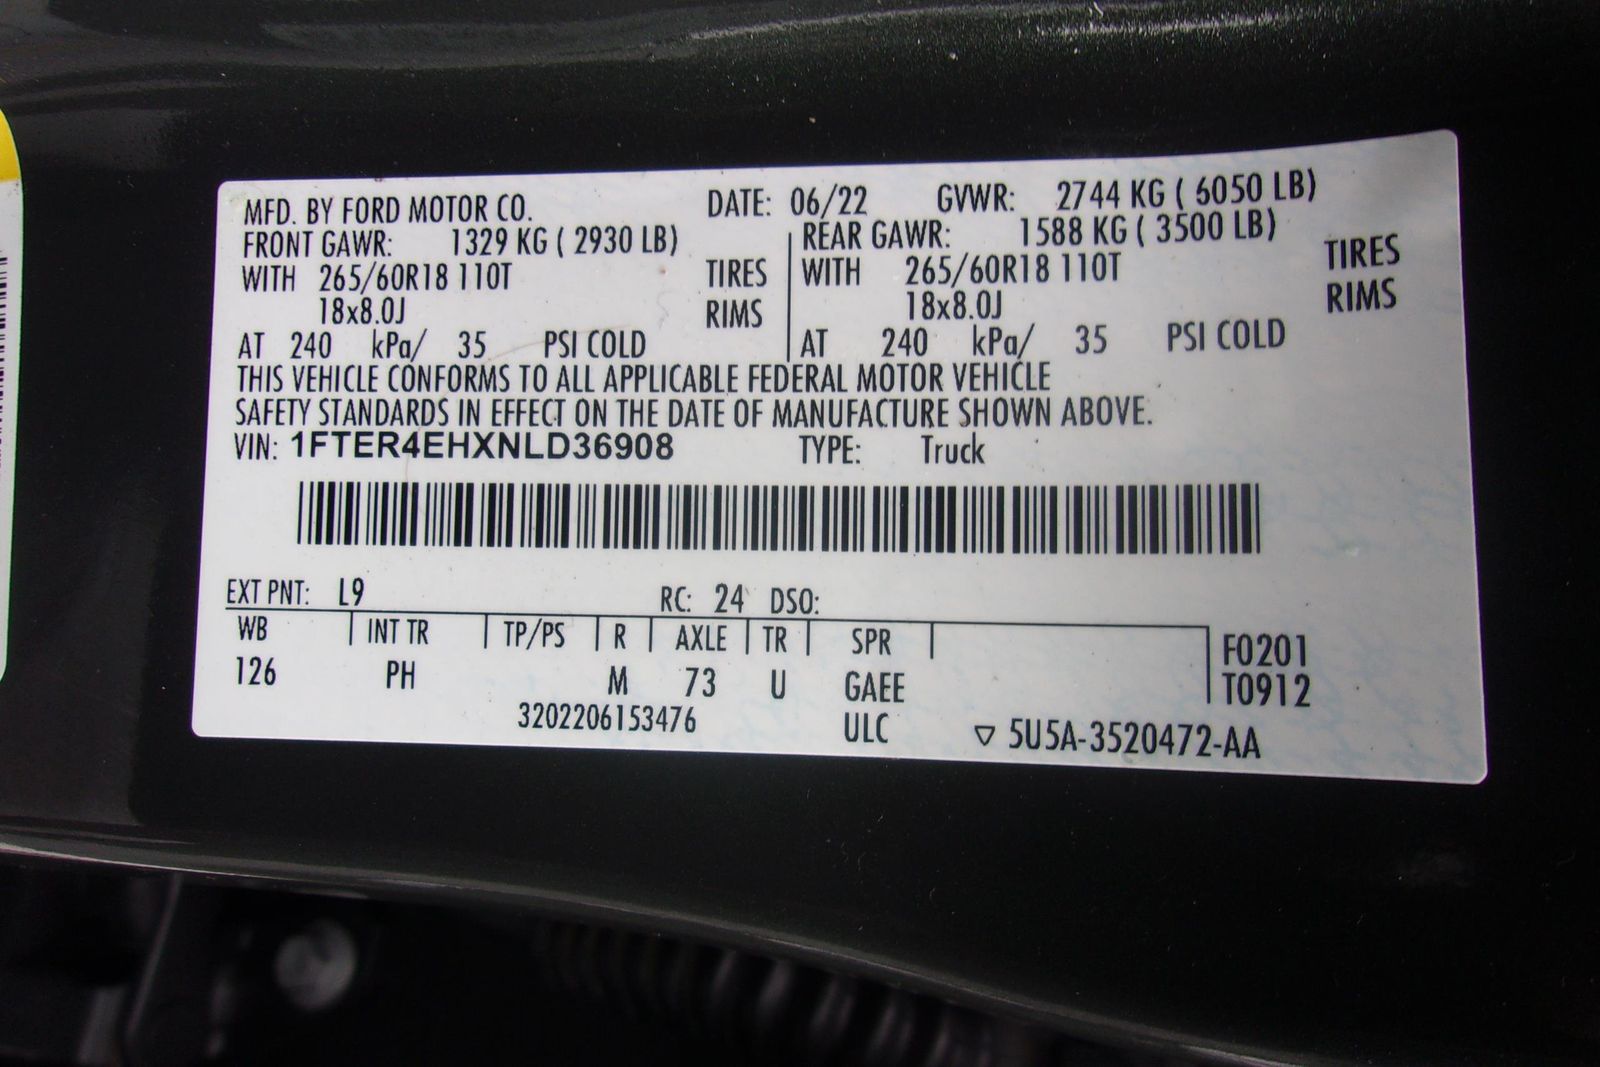 MFD. BY FORD MOTOR CO. DATE: 06/22 GVWR: 2744 KG ( 6050 LB)
FRONT GAWR: 1329 KG ( 2930 LB) REAR GAWR: 1588 KG ( 3500 LB)
WITH 265/60R18 110T TIRES WITH 265/60R18 110T TIRES
18x8.0J RIMS 18x8.0J RIMS
AT 240 kPa/ 35 PSI COLD AT 240 kPa/ 35 PSI COLD
THIS VEHICLE CONFORMS TO ALL APPLICABLE FEDERAL MOTOR VEHICLE
SAFETY STANDARDS IN EFFECT ON THE DATE OF MANUFACTURE SHOWN ABOVE.
VIN: 1FTER4EHXNLD36908 TYPE: Truck
EXT PNT: L9 RC: 24 DSO:
WB INT TR TP/PS R AXLE TR SPR F0201
126 PH M 73 U GAEE T0912
3202206153476 ULC ▽ 5U5A-3520472-AA